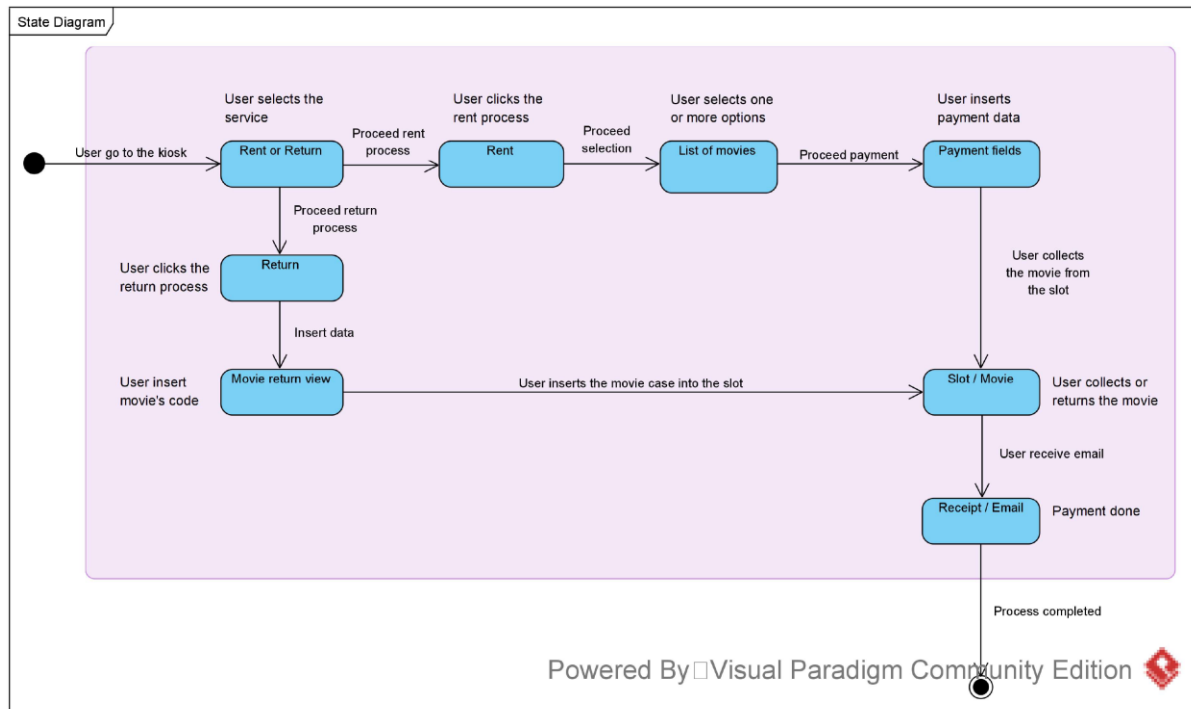 State Diagram
User selects the
service
User clicks the
rent process
User selects one
or more options
User inserts
payment data
User go to the kiosk
Rent or Return
Proceed rent
process
Rent
Proceed
selection
List of movies
Proceed payment
Payment fields
Proceed return
process
User clicks the
return process
Return
User collects
the movie from
the slot
Insert data
User insert
movie's code
Movie return view
User inserts the movie case into the slot
Slot / Movie
User collects or
returns the movie
User receive email
Receipt / Email
Payment done
Process completed
Powered By□Visual Paradigm Community Edition